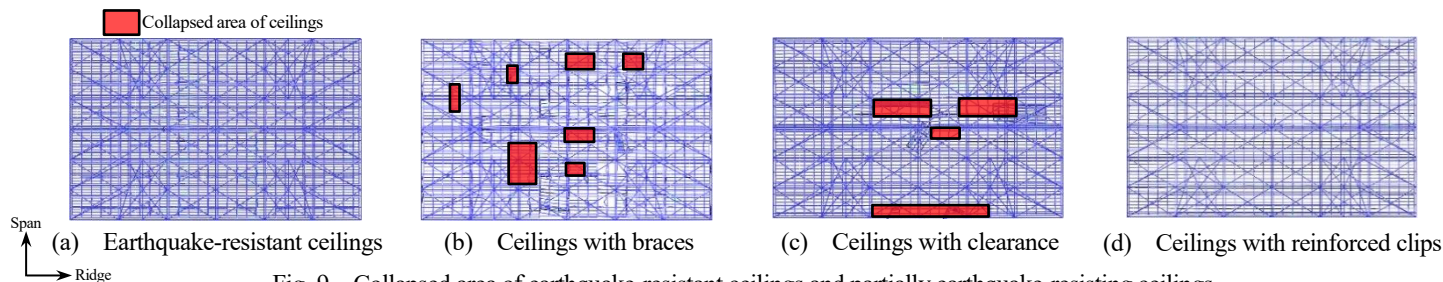 Collapsed area of ceilings
Span
Ridge
(a) Earthquake-resistant ceilings
(b) Ceilings with braces
(c) Ceilings with clearance
(d) Ceilings with reinforced clips
Fig. 9 Collapsed area of earthquake-resistant ceilings and partially earthquake-resisting ceilings